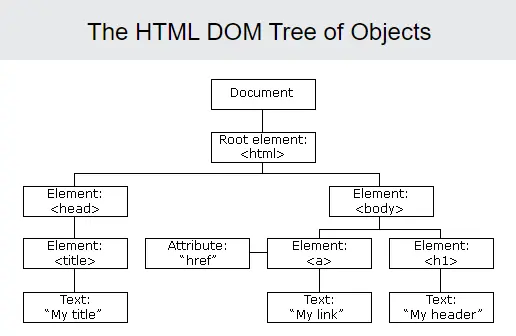 The HTML DOM Tree of Objects
Document
Root element:
<html>
Element:
<head>
Element:
<body>
Element:
<title>
Attribute:
“href”
Element:
<a>
Element:
<h1>
Text:
“My title”
Text:
“My link”
Text:
“My header”